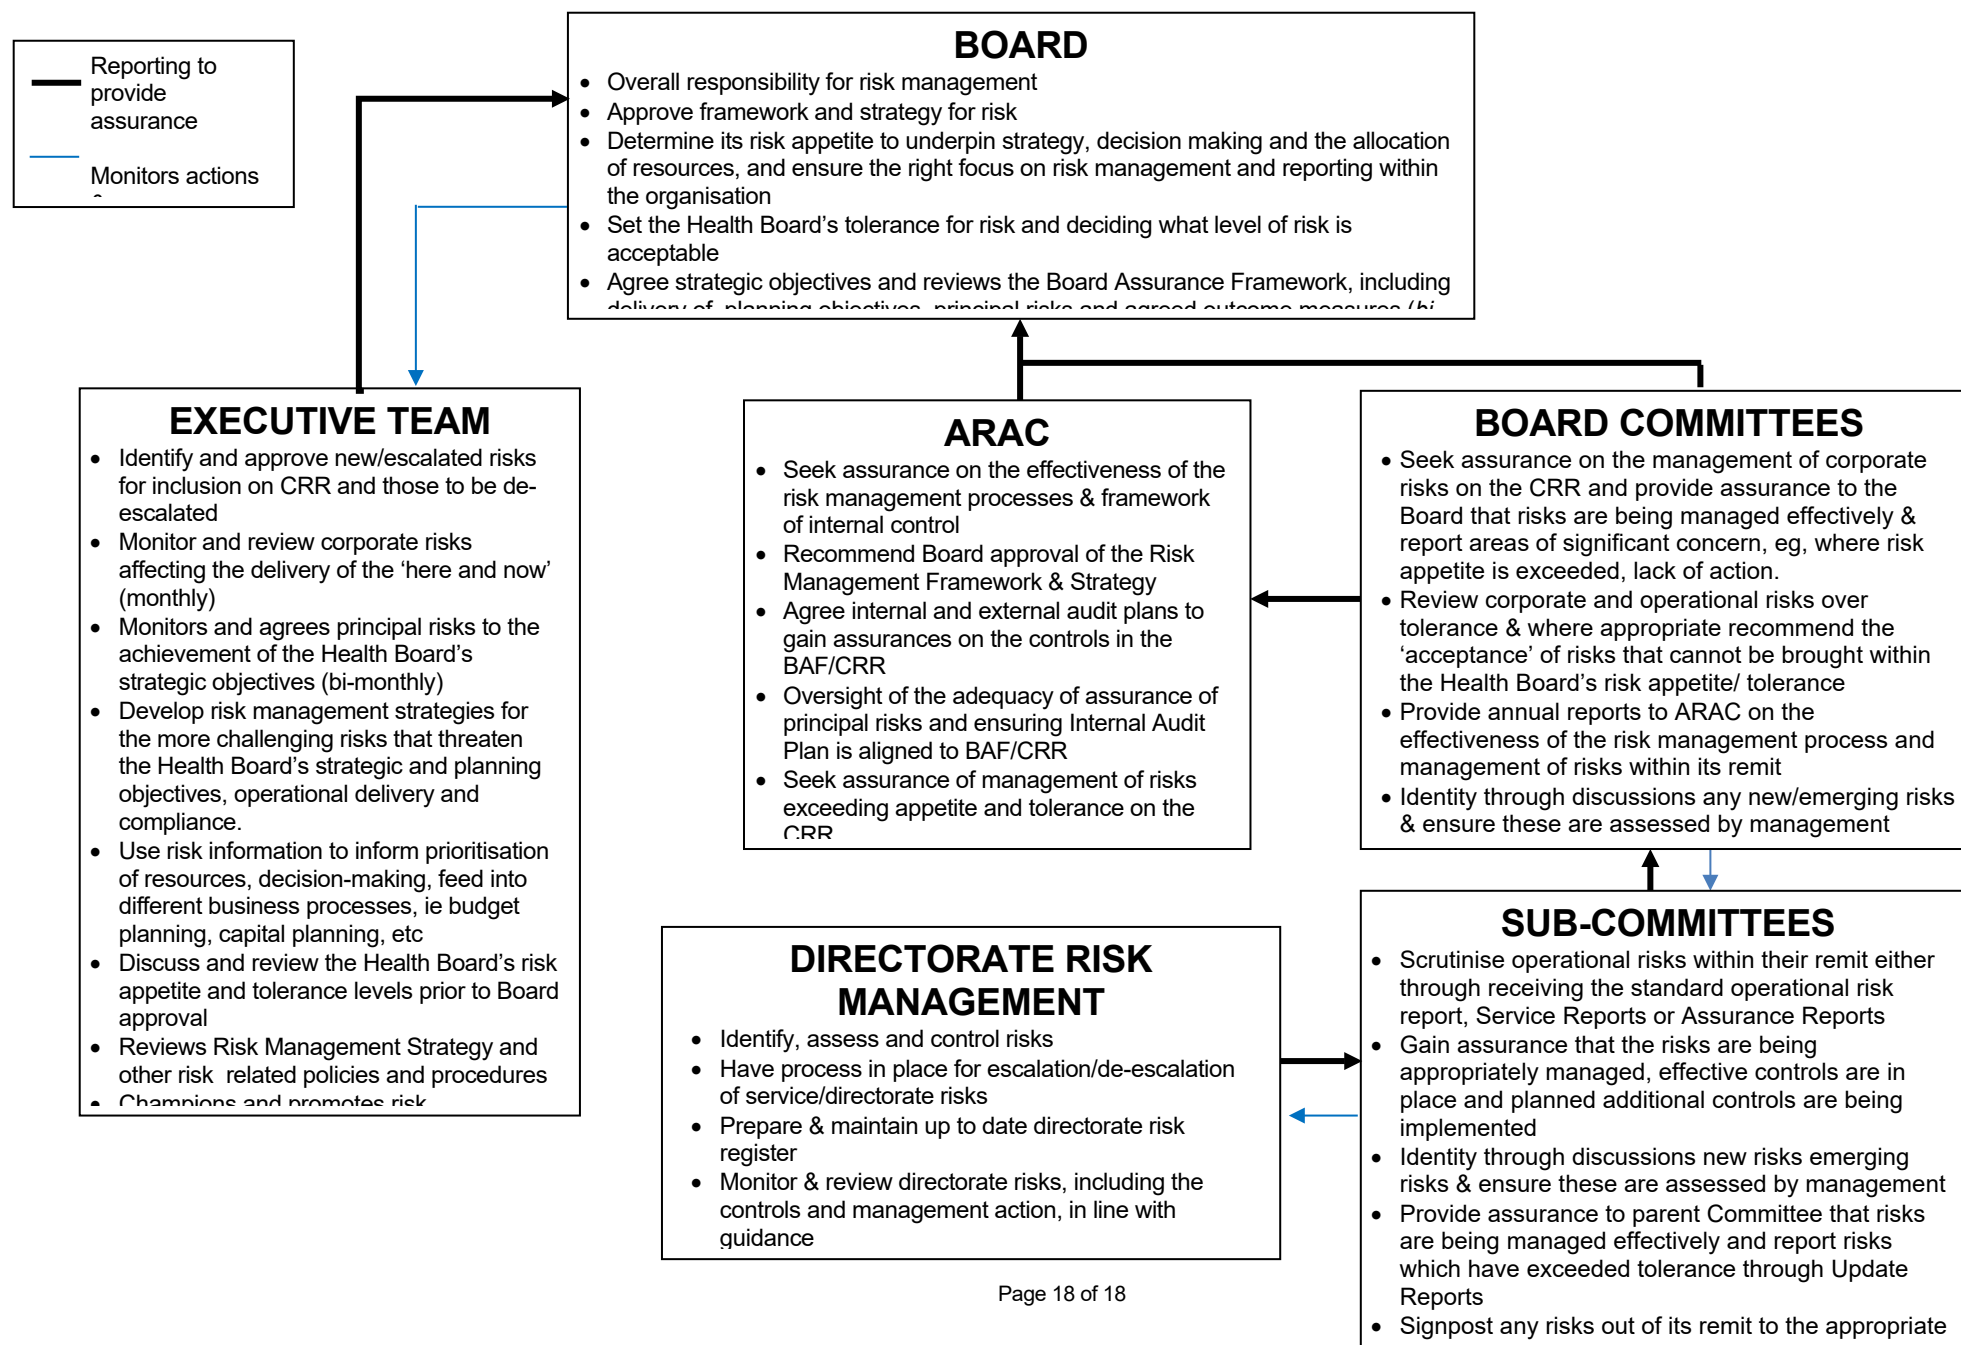 Reporting to
provide
assurance
Monitors actions
BOARD
• Overall responsibility for risk management
• Approve framework and strategy for risk
• Determine its risk appetite to underpin strategy, decision making and the allocation
of resources, and ensure the right focus on risk management and reporting within
the organisation
• Set the Health Board’s tolerance for risk and deciding what level of risk is
acceptable
• Agree strategic objectives and reviews the Board Assurance Framework, including
delivery of planning objectives, principal risks and agreed outcome measures (bi-
EXECUTIVE TEAM
• Identify and approve new/escalated risks
for inclusion on CRR and those to be de-
escalated
• Monitor and review corporate risks
affecting the delivery of the ‘here and now’
(monthly)
• Monitors and agrees principal risks to the
achievement of the Health Board’s
strategic objectives (bi-monthly)
• Develop risk management strategies for
the more challenging risks that threaten
the Health Board’s strategic and planning
objectives, operational delivery and
compliance.
• Use risk information to inform prioritisation
of resources, decision-making, feed into
different business processes, ie budget
planning, capital planning, etc
• Discuss and review the Health Board’s risk
appetite and tolerance levels prior to Board
approval
• Reviews Risk Management Strategy and
other risk related policies and procedures
• Champions and promotes risk
ARAC
• Seek assurance on the effectiveness of the
risk management processes & framework
of internal control
• Recommend Board approval of the Risk
Management Framework & Strategy
• Agree internal and external audit plans to
gain assurances on the controls in the
BAF/CRR
• Oversight of the adequacy of assurance of
principal risks and ensuring Internal Audit
Plan is aligned to BAF/CRR
• Seek assurance of management of risks
exceeding appetite and tolerance on the
CRR
BOARD COMMITTEES
• Seek assurance on the management of corporate
risks on the CRR and provide assurance to the
Board that risks are being managed effectively &
report areas of significant concern, eg, where risk
appetite is exceeded, lack of action.
• Review corporate and operational risks over
tolerance & where appropriate recommend the
‘acceptance’ of risks that cannot be brought within
the Health Board’s risk appetite/ tolerance
• Provide annual reports to ARAC on the
effectiveness of the risk management process and
management of risks within its remit
• Identity through discussions any new/emerging risks
& ensure these are assessed by management
DIRECTORATE RISK
MANAGEMENT
• Identify, assess and control risks
• Have process in place for escalation/de-escalation
of service/directorate risks
• Prepare & maintain up to date directorate risk
register
• Monitor & review directorate risks, including the
controls and management action, in line with
guidance
SUB-COMMITTEES
• Scrutinise operational risks within their remit either
through receiving the standard operational risk
report, Service Reports or Assurance Reports
• Gain assurance that the risks are being
appropriately managed, effective controls are in
place and planned additional controls are being
implemented
• Identity through discussions new risks emerging
risks & ensure these are assessed by management
• Provide assurance to parent Committee that risks
are being managed effectively and report risks
which have exceeded tolerance through Update
Reports
• Signpost any risks out of its remit to the appropriate
Page 18 of 18